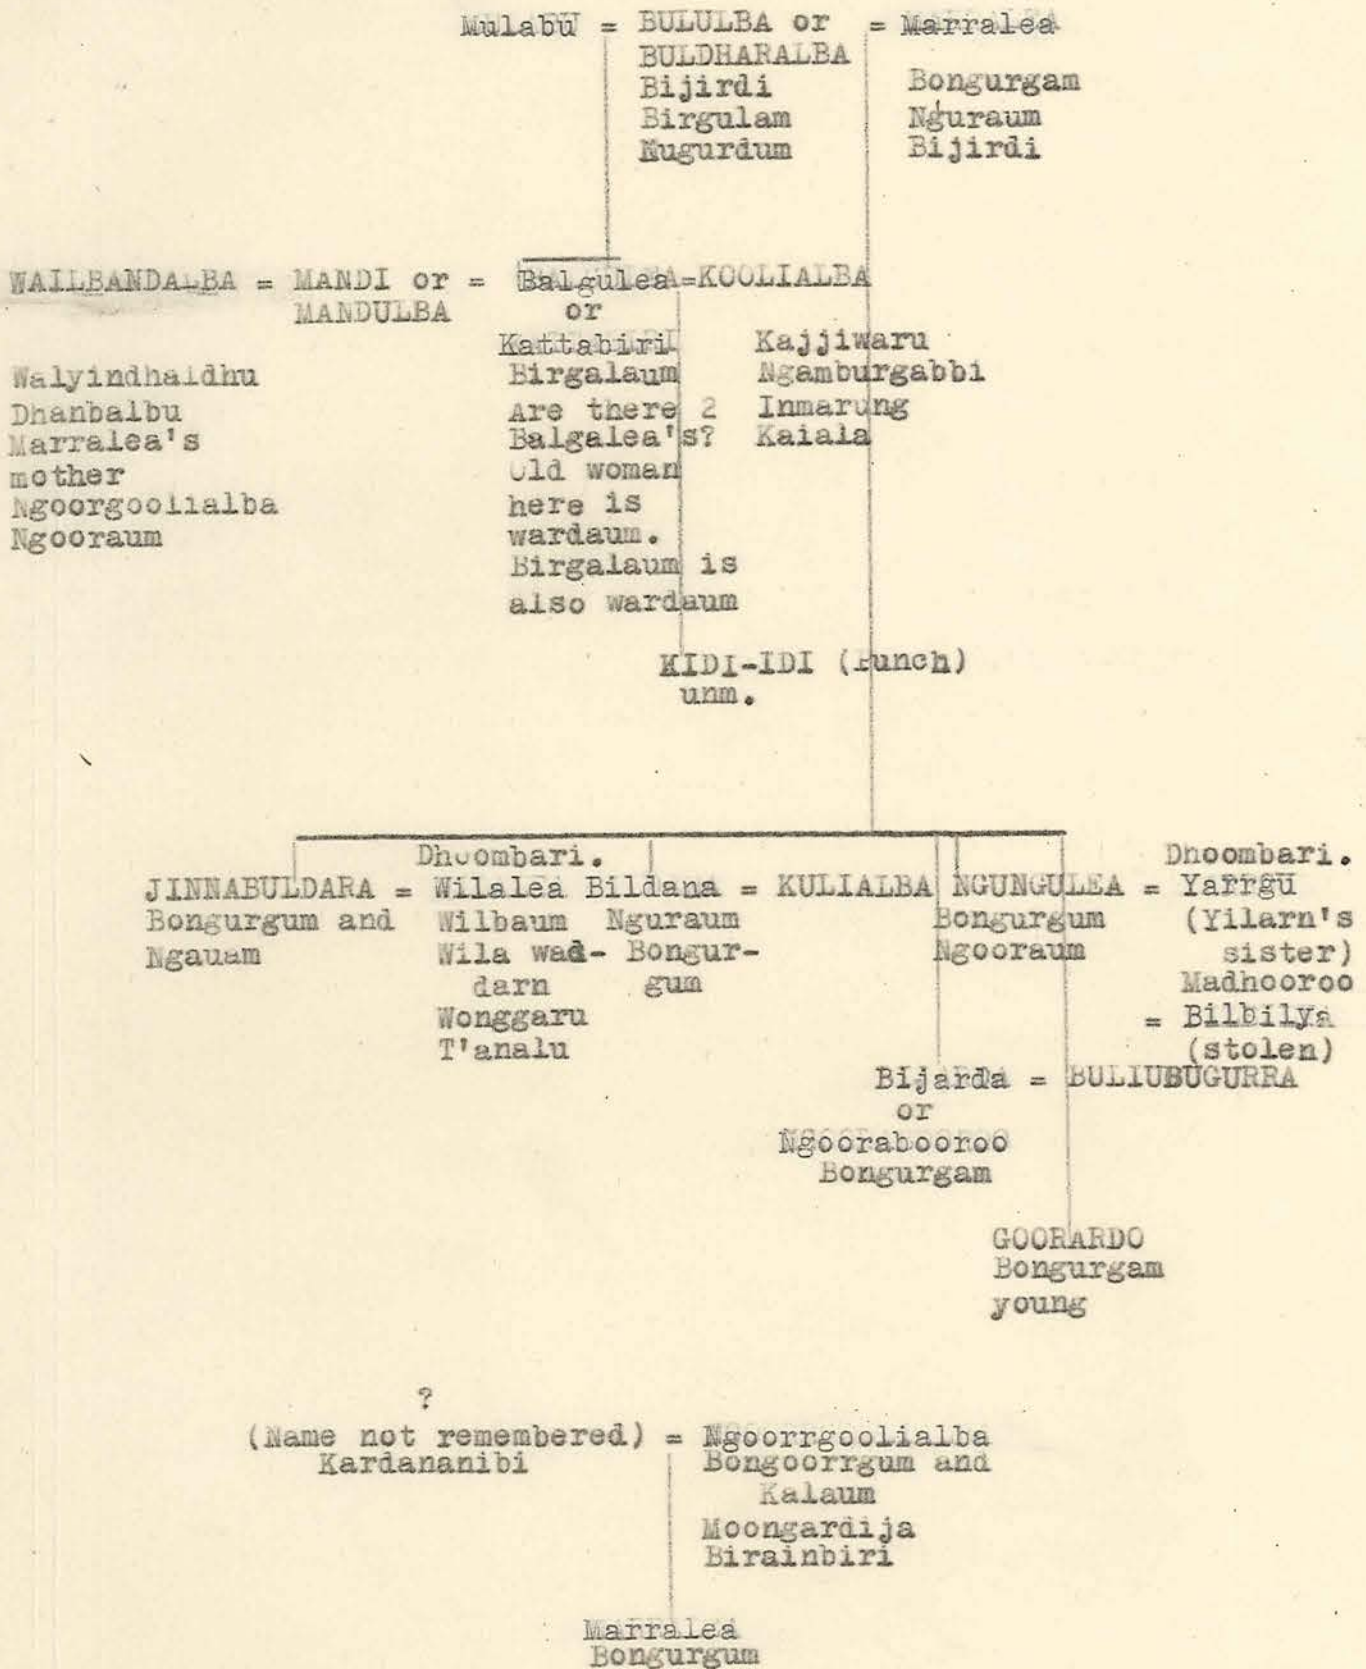 Mulabu = BULULBA or = Marralea
BULDHARALBA
Bijirdi Bongurgam
Birgulam Nguraum
Nugurdum Bijirdi
WAILBANDALBA = MANDI or = Balgulea = KOOLIALBA
MANDULBA or
Kattabiri Kajjiwaru
Walyindhaidhu Birgalaum Ngamburgabbi
Dhanbalbu Are there 2 Inmarung
Marralea's Balgalea's? Kaiala
mother Old woman
Ngoorgoolialba here is
Ngooraum wardaum.
Birgalaum is
also wardaum
KIDI-IDI (Punch)
unm.
Dhoombari. Dhoombari.
JINNABULDARA = Wilalea Bildana = KULIALBA NGUNGULEA = Yarrgu
Bongurgum and Wilbaum Nguraum Bongurgum (Yilarn's
Ngauam Wila wad- Bongur- Ngooraum sister)
darn gum Madhooroo
Wonggaru = Bilbilya
T'analu (stolen)
Bijarda = BULIUBUGURRA
or
Ngoorabooroo
Bongurgam
GOORARDO
Bongurgam
young
?
(Name not remembered) = Ngoorrgoolialba
Kardananibi Bongoorrgum and
Kalaum
Moongardija
Birainbiri
Marralea
Bongurgum